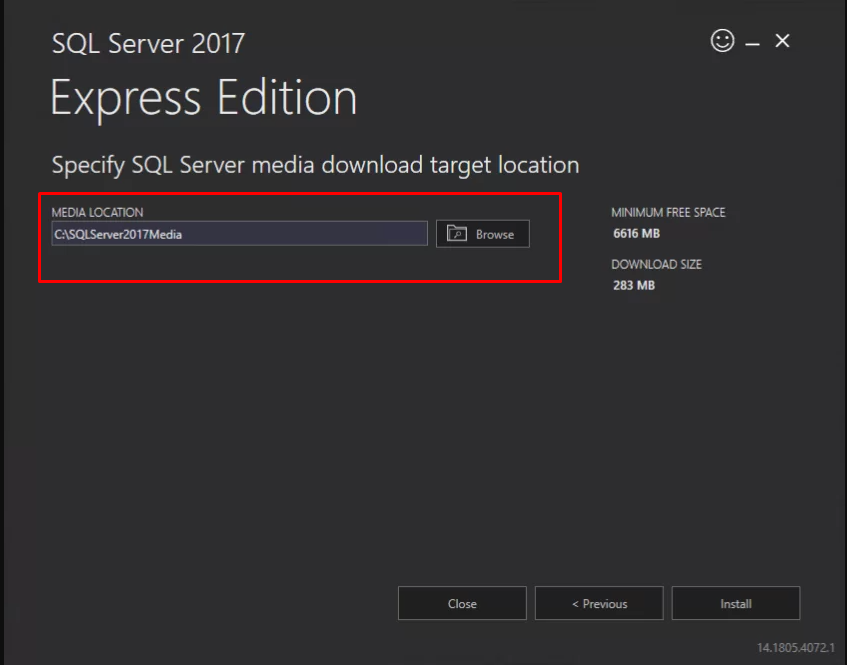 SQL Server 2017
Express Edition
Specify SQL Server media download target location
MEDIA LOCATION
C:\SQLServer2017Media
Browse
MINIMUM FREE SPACE
6616 MB
DOWNLOAD SIZE
283 MB
Close
< Previous
Install
14.1805.4072.1